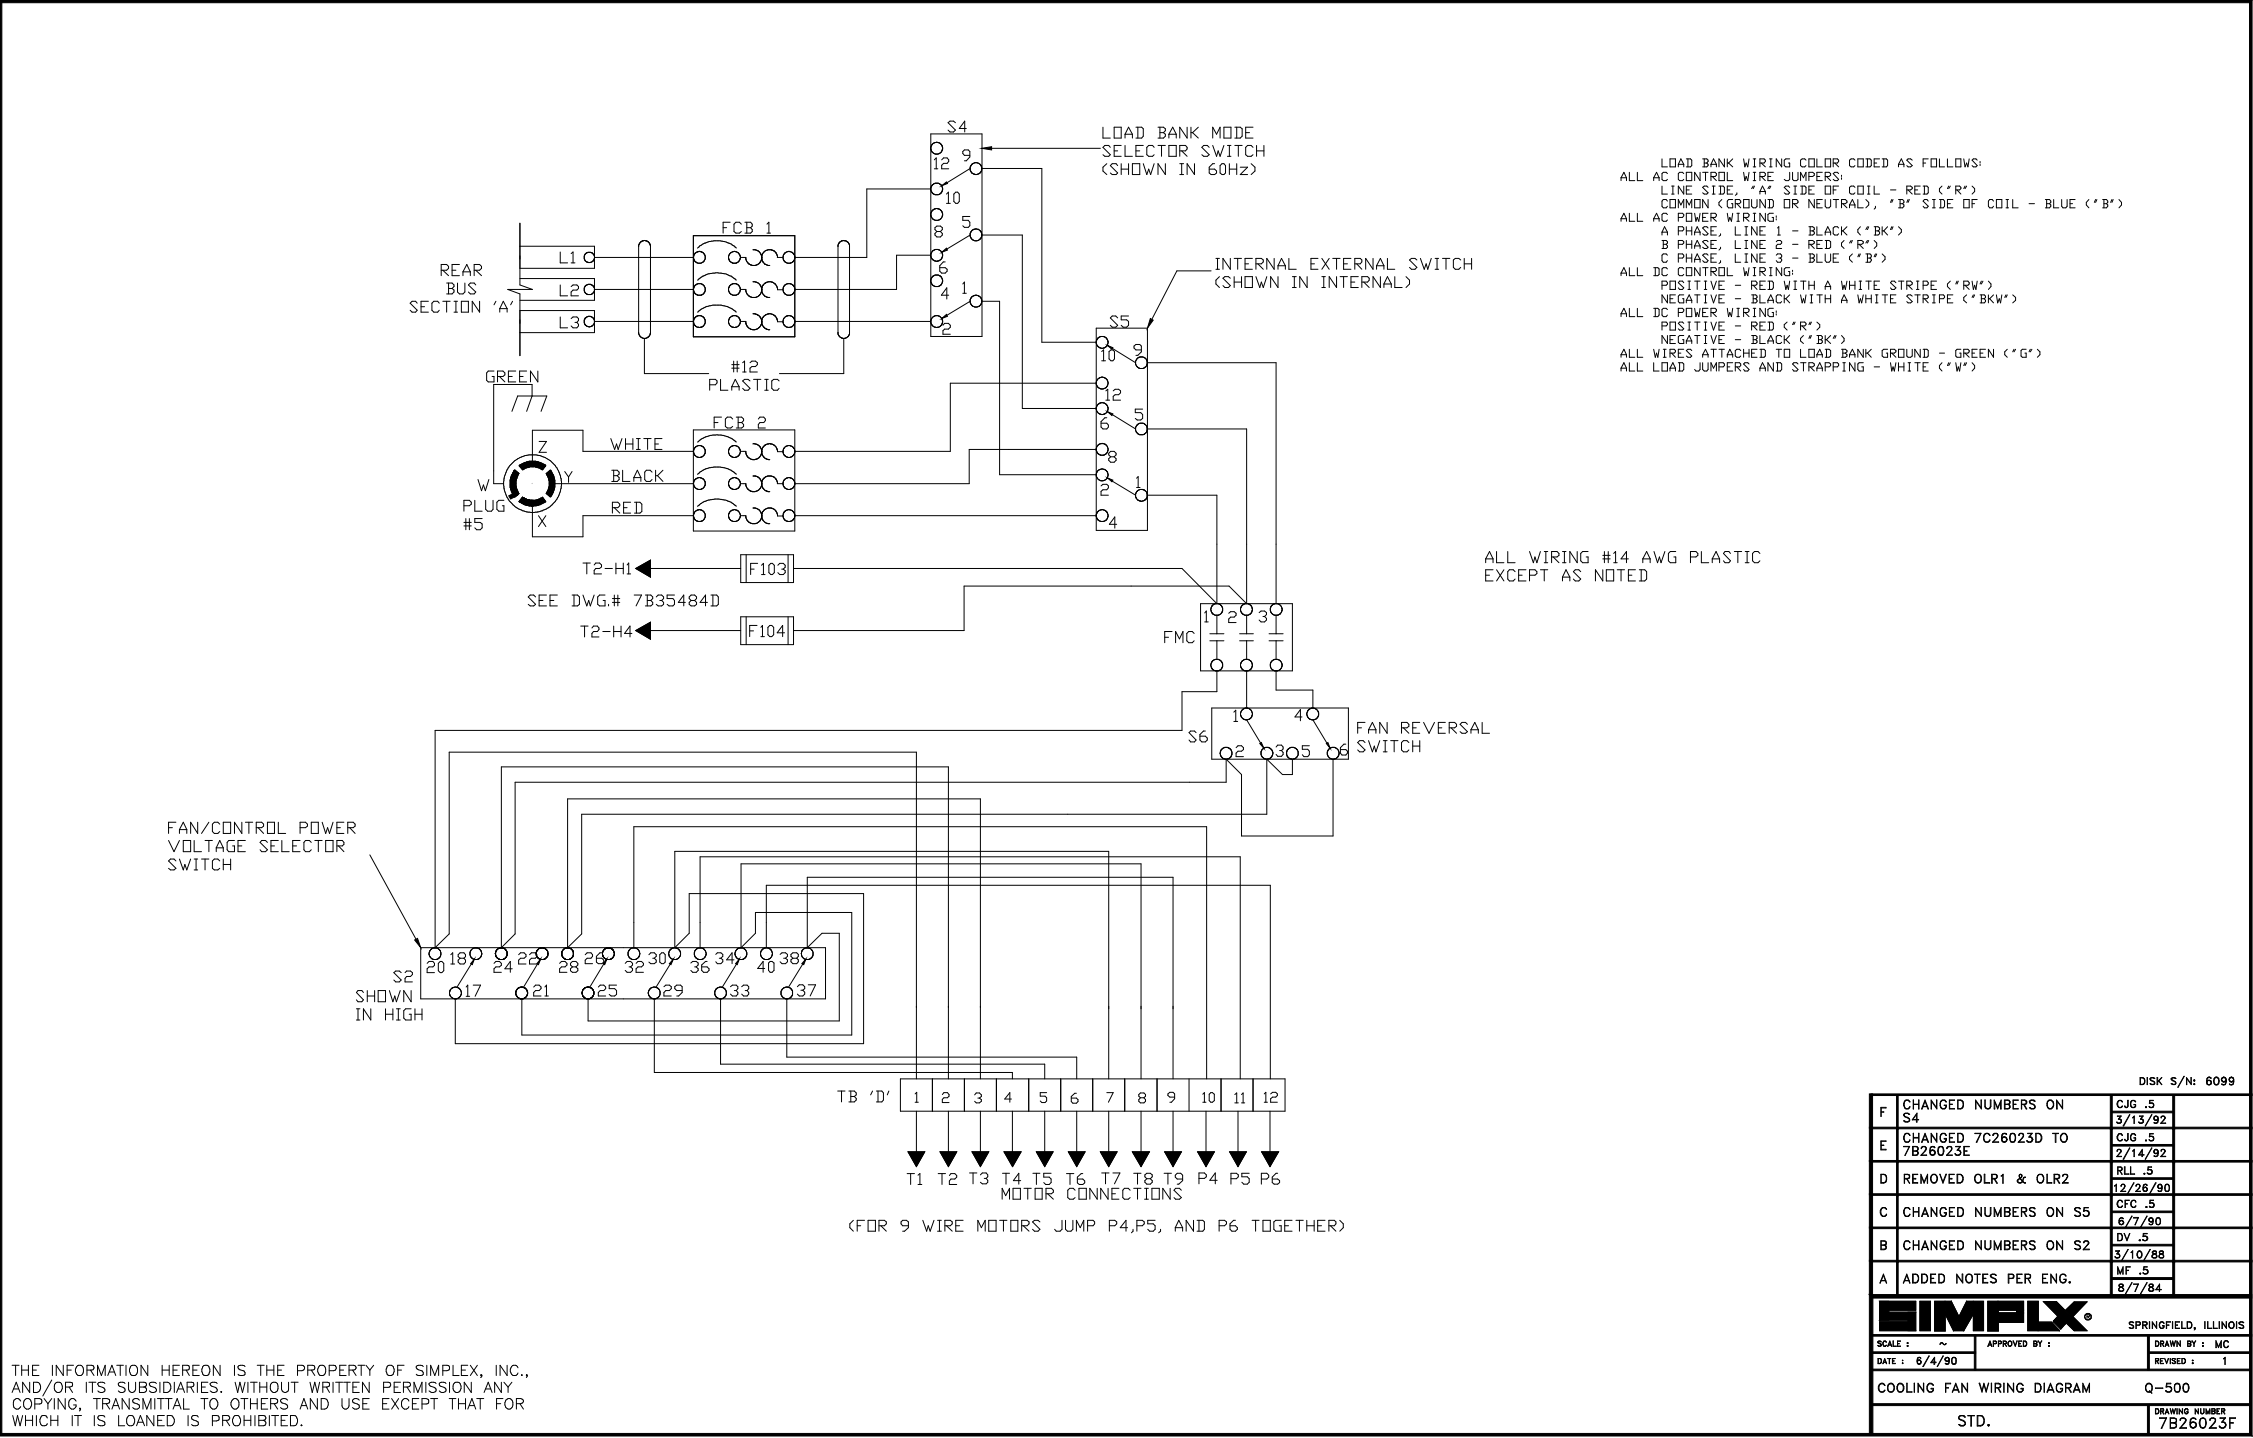 S4
12
9
10
8
5
6
4
1
2
LOAD BANK MODE
SELECTOR SWITCH
(SHOWN IN 60Hz)
LOAD BANK WIRING COLOR CODED AS FOLLOWS:
ALL AC CONTROL WIRE JUMPERS:
LINE SIDE, "A" SIDE OF COIL - RED ("R")
COMMON (GROUND OR NEUTRAL), "B" SIDE OF COIL - BLUE ("B")
ALL AC POWER WIRING:
A PHASE, LINE 1 - BLACK ("BK")
B PHASE, LINE 2 - RED ("R")
C PHASE, LINE 3 - BLUE ("B")
ALL DC CONTROL WIRING:
POSITIVE - RED WITH A WHITE STRIPE ("RW")
NEGATIVE - BLACK WITH A WHITE STRIPE ("BKW")
ALL DC POWER WIRING:
POSITIVE - RED ("R")
NEGATIVE - BLACK ("BK")
ALL WIRES ATTACHED TO LOAD BANK GROUND - GREEN ("G")
ALL LOAD JUMPERS AND STRAPPING - WHITE ("W")
FCB 1
REAR
BUS
SECTION 'A'
L1
L2
L3
#12
PLASTIC
INTERNAL EXTERNAL SWITCH
(SHOWN IN INTERNAL)
S5
10
9
12
6
5
8
2
1
4
GREEN
FCB 2
Z
WHITE
Y
BLACK
W
X
RED
PLUG
#5
T2-H1
F103
SEE DWG.# 7B35484D
T2-H4
F104
ALL WIRING #14 AWG PLASTIC
EXCEPT AS NOTED
1 2 3
FMC
1 4
S6
2 3 5 6
FAN REVERSAL
SWITCH
FAN/CONTROL POWER
VOLTAGE SELECTOR
SWITCH
20 18 24 22 28 26 32 30 36 34 40 38
17 21 25 29 33 37
S2
SHOWN
IN HIGH
TB 'D' 1 2 3 4 5 6 7 8 9 10 11 12
T1 T2 T3 T4 T5 T6 T7 T8 T9 P4 P5 P6
MOTOR CONNECTIONS
(FOR 9 WIRE MOTORS JUMP P4,P5, AND P6 TOGETHER)
DISK S/N: 6099
F CHANGED NUMBERS ON S4 CJG .5 3/13/92
E CHANGED 7C26023D TO 7B26023E CJG .5 2/14/92
D REMOVED OLR1 & OLR2 RLL .5 12/26/90
C CHANGED NUMBERS ON S5 CFC .5 6/7/90
B CHANGED NUMBERS ON S2 DV .5 3/10/88
A ADDED NOTES PER ENG. MF .5 8/7/84
SIMPLX® SPRINGFIELD, ILLINOIS
SCALE : ~ APPROVED BY : DRAWN BY : MC
DATE : 6/4/90 REVISED : 1
COOLING FAN WIRING DIAGRAM Q-500
STD.
DRAWING NUMBER
7B26023F
THE INFORMATION HEREON IS THE PROPERTY OF SIMPLEX, INC.,
AND/OR ITS SUBSIDIARIES. WITHOUT WRITTEN PERMISSION ANY
COPYING, TRANSMITTAL TO OTHERS AND USE EXCEPT THAT FOR
WHICH IT IS LOANED IS PROHIBITED.